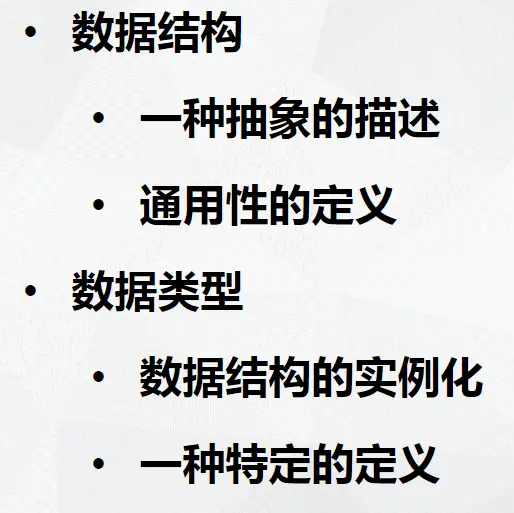 • 数据结构
• 一种抽象的描述
• 通用性的定义
• 数据类型
• 数据结构的实例化
• 一种特定的定义